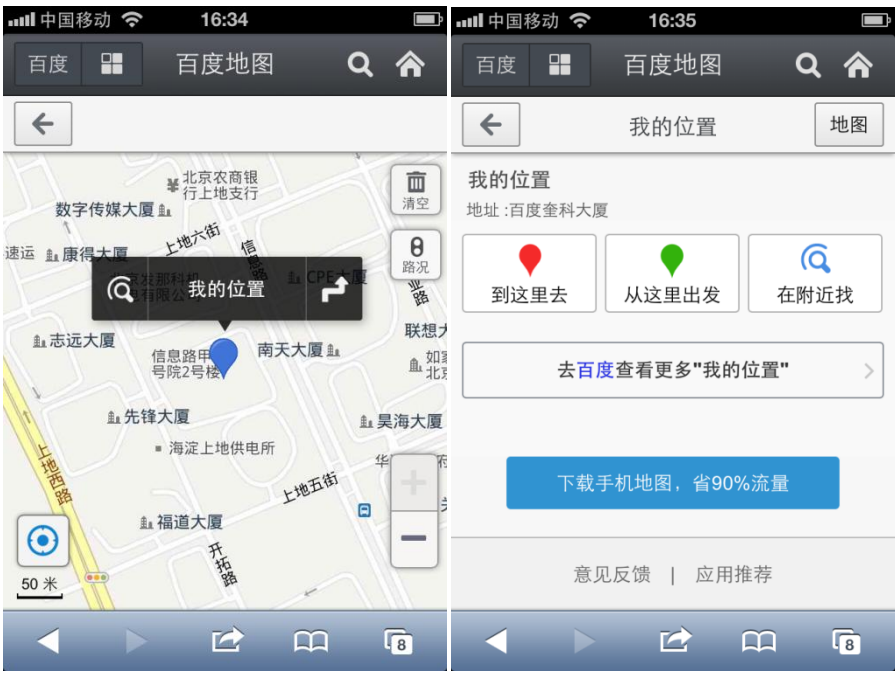 中国移动 16:34
百度 百度地图
北京农商银
行上地支行
清空
数字传媒大厦
上地六街
信息路
速运 康得大厦
路况
CPE大厦
业路
我的位置
联想大
志远大厦
信息路甲
号院2号楼
南天大厦
如家
北京
先锋大厦
昊海大厦
海淀上地供电所
上地西路
上地五街
福道大厦
开拓路
50 米
8
中国移动 16:35
百度 百度地图
我的位置 地图
我的位置
地址:百度奎科大厦
到这里去 从这里出发 在附近找
去百度查看更多"我的位置"
下载手机地图，省90%流量
意见反馈 | 应用推荐
8